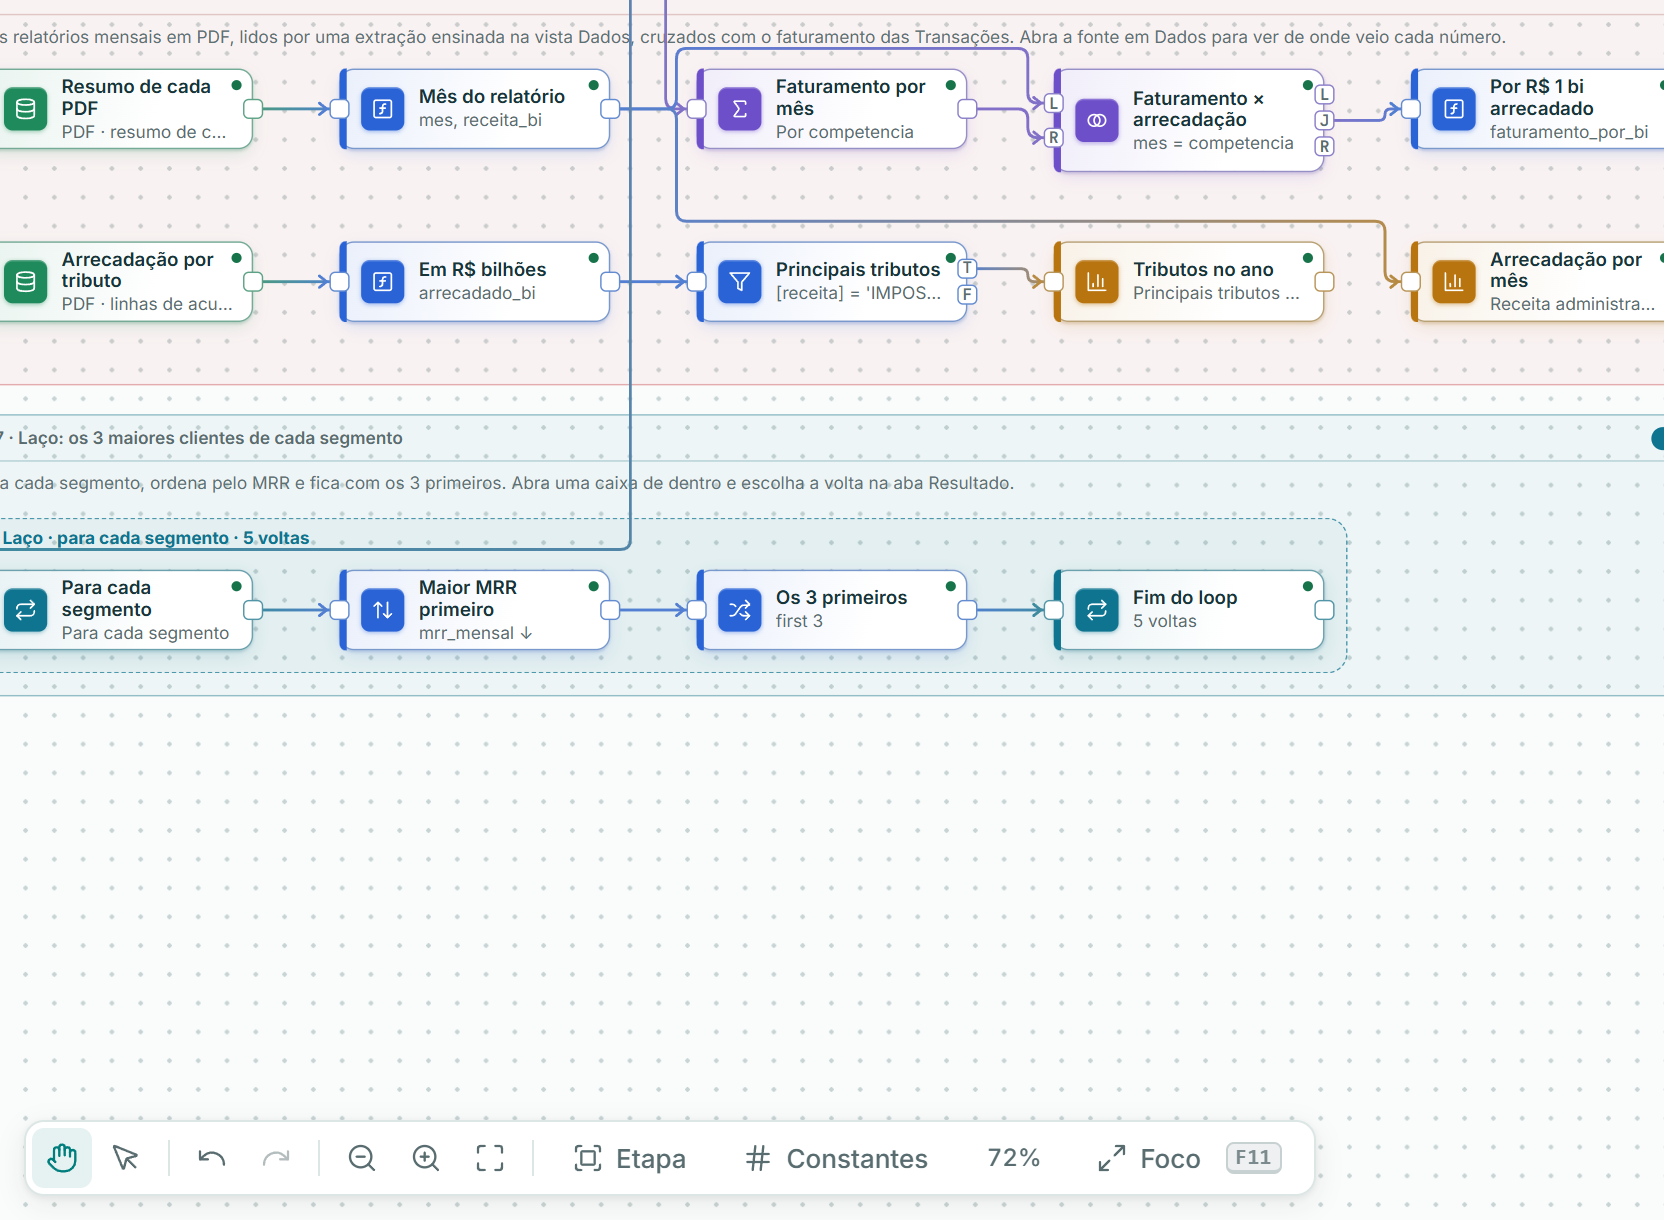 s relatórios mensais em PDF, lidos por uma extração ensinada na vista Dados, cruzados com o faturamento das Transações. Abra a fonte em Dados para ver de onde veio cada número.
Resumo de cada
PDF
PDF · resumo de c...
Mês do relatório
mes, receita_bi
Faturamento por
mês
Por competencia
L
R
Faturamento ×
arrecadação
mes = competencia
L
J
R
Por R$ 1 bi
arrecadado
faturamento_por_bi
Arrecadação por
tributo
PDF · linhas de acu...
Em R$ bilhões
arrecadado_bi
Principais tributos
[receita] = 'IMPOS...
T
F
Tributos no ano
Principais tributos ...
Arrecadação por
mês
Receita administra...
7 · Laço: os 3 maiores clientes de cada segmento
a cada segmento, ordena pelo MRR e fica com os 3 primeiros. Abra uma caixa de dentro e escolha a volta na aba Resultado.
Laço · para cada segmento · 5 voltas
Para cada
segmento
Para cada segmento
Maior MRR
primeiro
mrr_mensal ↓
Os 3 primeiros
first 3
Fim do loop
5 voltas
Etapa
Constantes
72%
Foco
F11